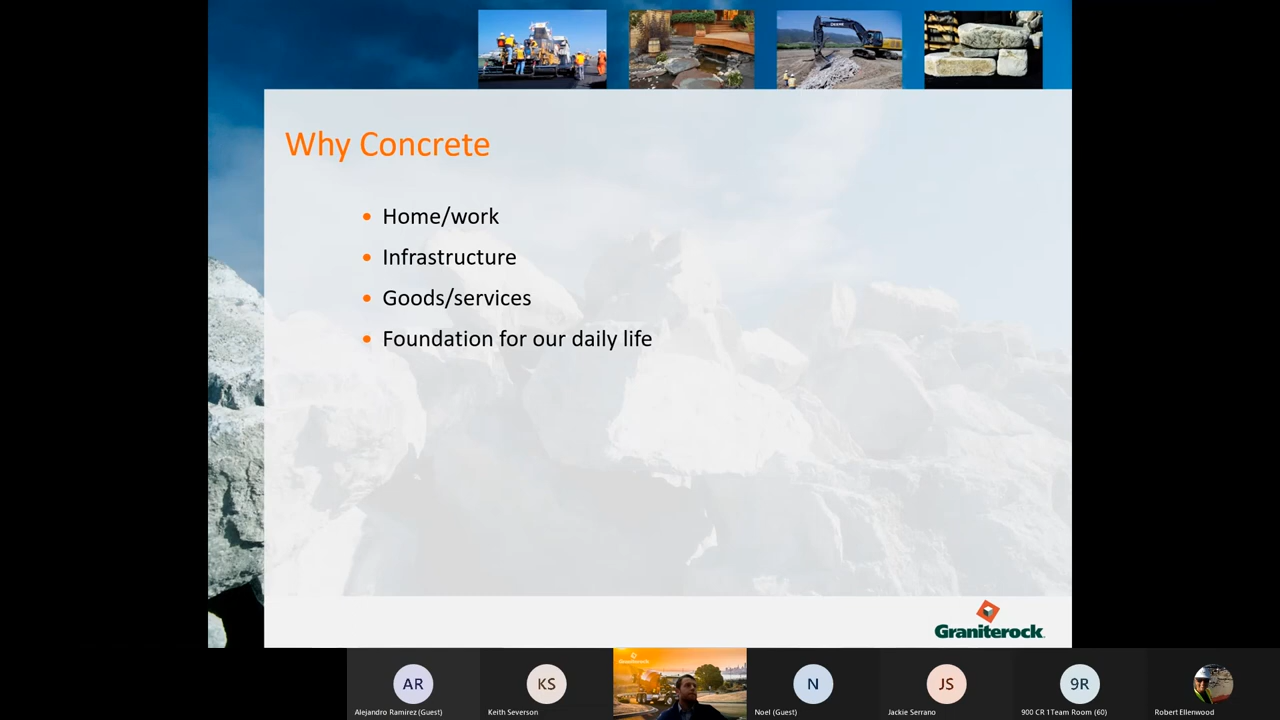 Why Concrete
• Home/work
• Infrastructure
• Goods/services
• Foundation for our daily life
Graniterock
Graniterock
AR
KS
N
JS
9R
Alejandro Ramirez (Guest)
Keith Severson
Noel (Guest)
Jackie Serrano
900 CR 1 Team Room (60)
Robert Ellenwood